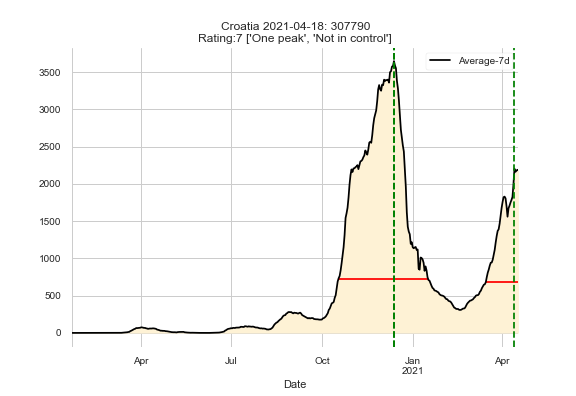 Croatia 2021-04-18: 307790
Rating:7 ['One peak', 'Not in control']
Average-7d
3500
3000
2500
2000
1500
1000
500
0
Apr
Jul
Oct
Jan
2021
Apr
Date